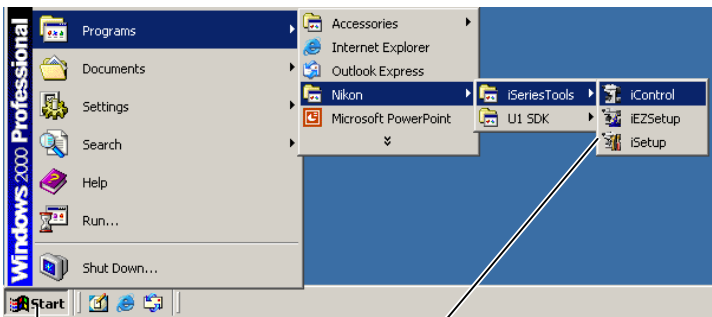 Windows 2000 Professional
Programs
Documents
Settings
Search
Help
Run...
Shut Down...
Accessories
Internet Explorer
Outlook Express
Nikon
Microsoft PowerPoint
iSeriesTools
U1 SDK
iControl
iEZSetup
iSetup
Start